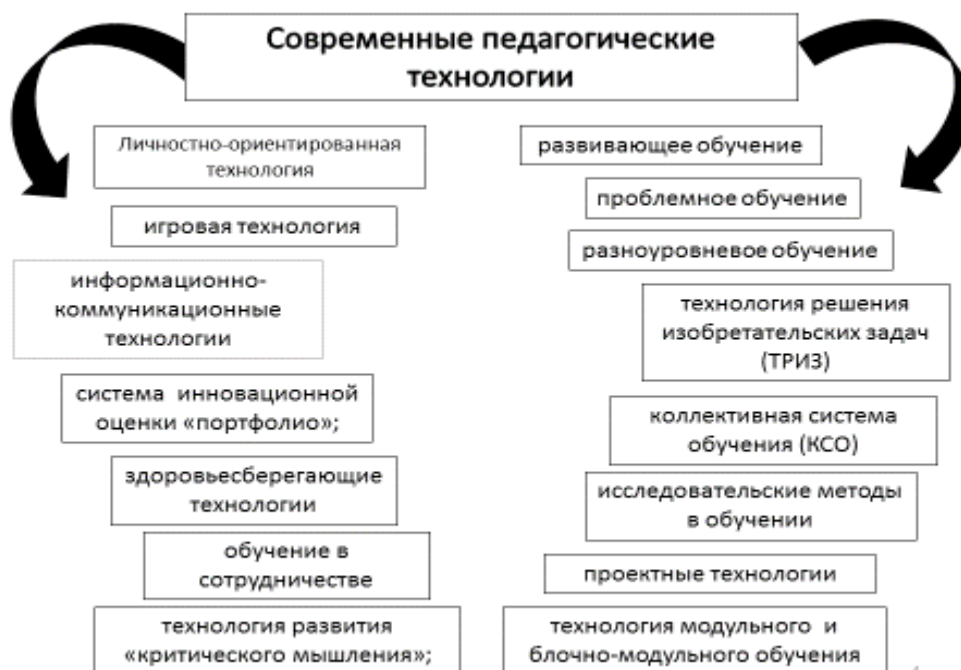 Современные педагогические
технологии
Личностно-ориентированная
технология
игровая технология
информационно-
коммуникационные
технологии
система инновационной
оценки «портфолио»;
здоровьесберегающие
технологии
обучение в
сотрудничестве
технология развития
«критического мышления»;
развивающее обучение
проблемное обучение
разноуровневое обучение
технология решения
изобретательских задач
(ТРИЗ)
коллективная система
обучения (КСО)
исследовательские методы
в обучении
проектные технологии
технология модульного и
блочно-модульного обучения